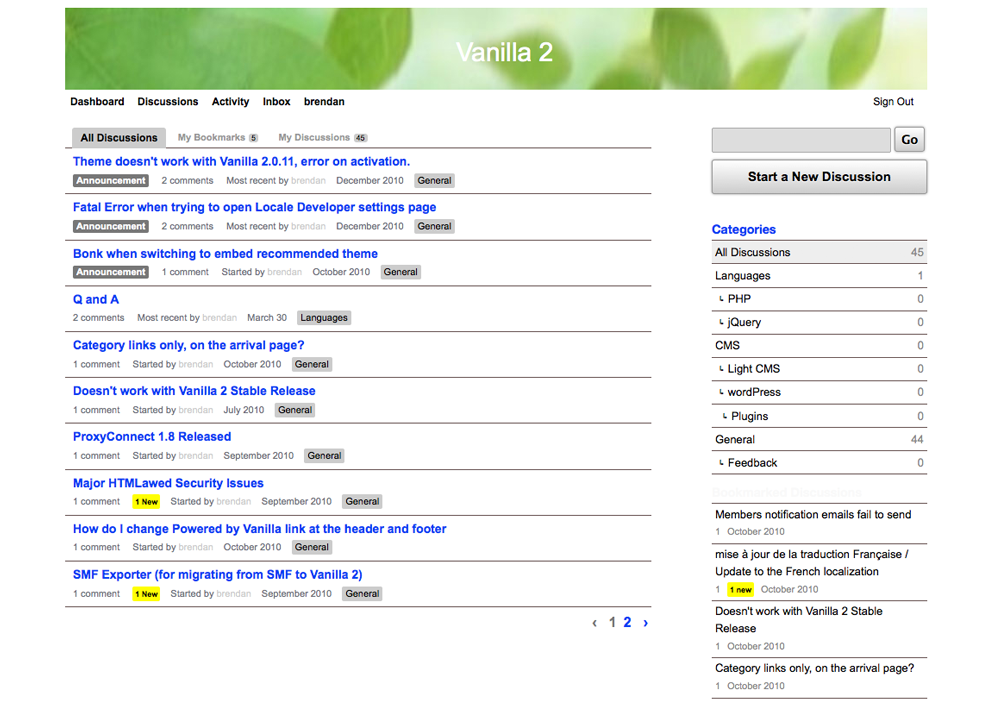 Vanilla 2
Dashboard Discussions Activity Inbox brendan Sign Out
All Discussions My Bookmarks 5 My Discussions 45
Theme doesn't work with Vanilla 2.0.11, error on activation.
Announcement 2 comments Most recent by brendan December 2010 General
Fatal Error when trying to open Locale Developer settings page
Announcement 2 comments Most recent by brendan December 2010 General
Bonk when switching to embed recommended theme
Announcement 1 comment Started by brendan October 2010 General
Q and A
2 comments Most recent by brendan March 30 Languages
Category links only, on the arrival page?
1 comment Started by brendan October 2010 General
Doesn't work with Vanilla 2 Stable Release
1 comment Started by brendan July 2010 General
ProxyConnect 1.8 Released
1 comment Started by brendan September 2010 General
Major HTMLawed Security Issues
1 comment 1 New Started by brendan September 2010 General
How do I change Powered by Vanilla link at the header and footer
1 comment Started by brendan October 2010 General
SMF Exporter (for migrating from SMF to Vanilla 2)
1 comment 1 New Started by brendan September 2010 General
‹ 1 2 ›
Go
Start a New Discussion
Categories
All Discussions 45
Languages 1
↳ PHP 0
↳ jQuery 0
CMS 0
↳ Light CMS 0
↳ wordPress 0
↳ Plugins 0
General 44
↳ Feedback 0
Bookmarked Discussions
Members notification emails fail to send
1 October 2010
mise à jour de la traduction Française /
Update to the French localization
1 1 new October 2010
Doesn't work with Vanilla 2 Stable
Release
1 October 2010
Category links only, on the arrival page?
1 October 2010